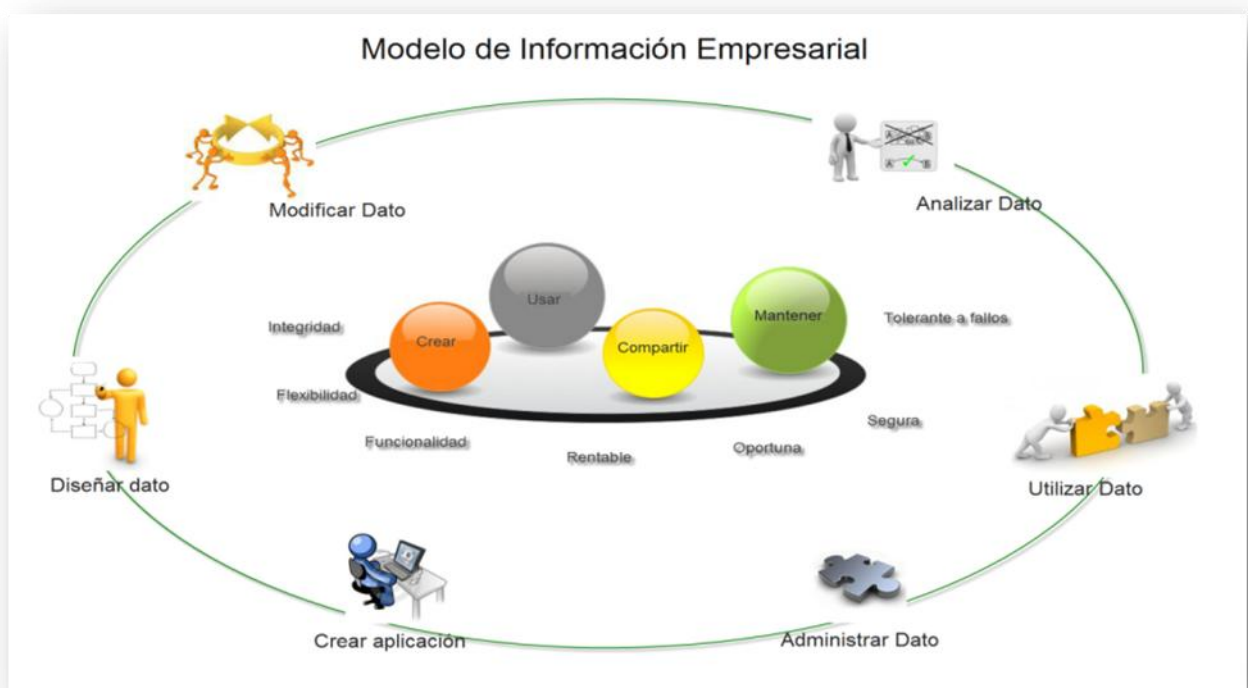 Modelo de Información Empresarial
Modificar Dato
Analizar Dato
Usar
Mantener
Crear
Compartir
Integridad
Tolerante a fallos
Flexibilidad
Segura
Funcionalidad
Rentable
Oportuna
Diseñar dato
Utilizar Dato
Crear aplicación
Administrar Dato
A B
A B